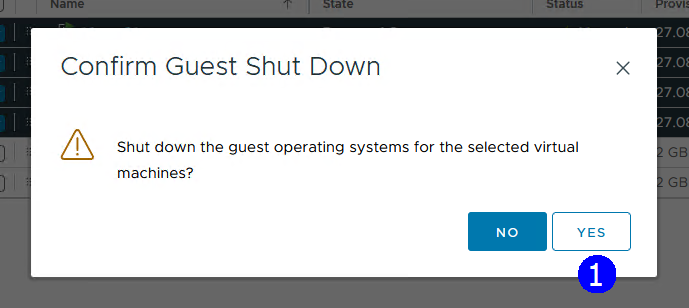 Name
State
Status
Provis
Confirm Guest Shut Down
27.08
27.08
27.08
27.08
Shut down the guest operating systems for the selected virtual
machines?
2 GB
2 GB
NO
YES
1